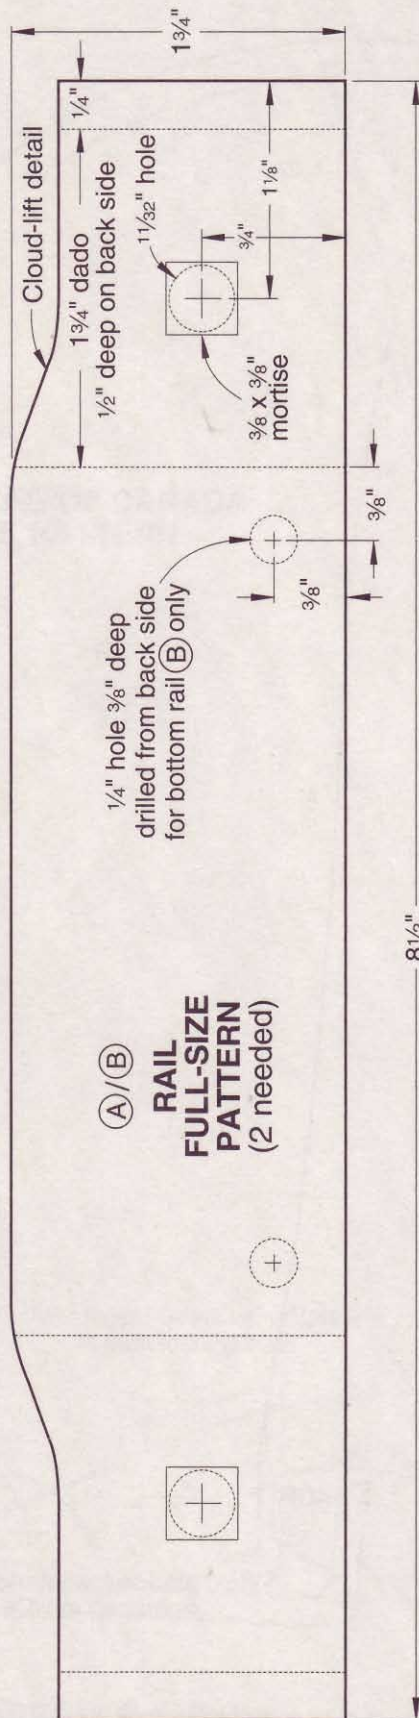 1¾"
¼"
Cloud-lift detail
1¾" dado
½" deep on back side
11/32" hole
1⅛"
¾"
⅜ x ⅜"
mortise
⅜"
⅜"
¼" hole ⅜" deep
drilled from back side
for bottom rail Ⓑ only
Ⓐ/Ⓑ
RAIL
FULL-SIZE
PATTERN
(2 needed)
8½"